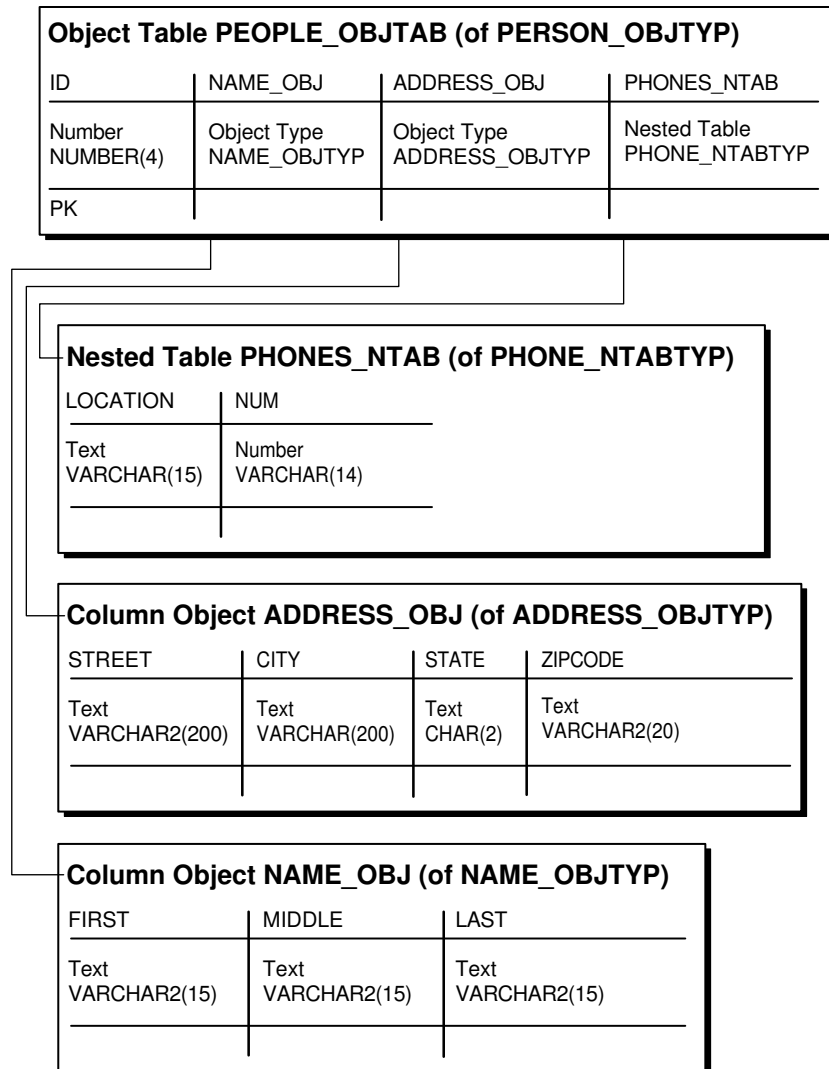 Object Table PEOPLE_OBJTAB (of PERSON_OBJTYP)
ID NAME_OBJ ADDRESS_OBJ PHONES_NTAB
Number Object Type Object Type Nested Table
NUMBER(4) NAME_OBJTYP ADDRESS_OBJTYP PHONE_NTABTYP
PK
Nested Table PHONES_NTAB (of PHONE_NTABTYP)
LOCATION NUM
Text Number
VARCHAR(15) VARCHAR(14)
Column Object ADDRESS_OBJ (of ADDRESS_OBJTYP)
STREET CITY STATE ZIPCODE
Text Text Text Text
VARCHAR2(200) VARCHAR(200) CHAR(2) VARCHAR2(20)
Column Object NAME_OBJ (of NAME_OBJTYP)
FIRST MIDDLE LAST
Text Text Text
VARCHAR2(15) VARCHAR2(15) VARCHAR2(15)